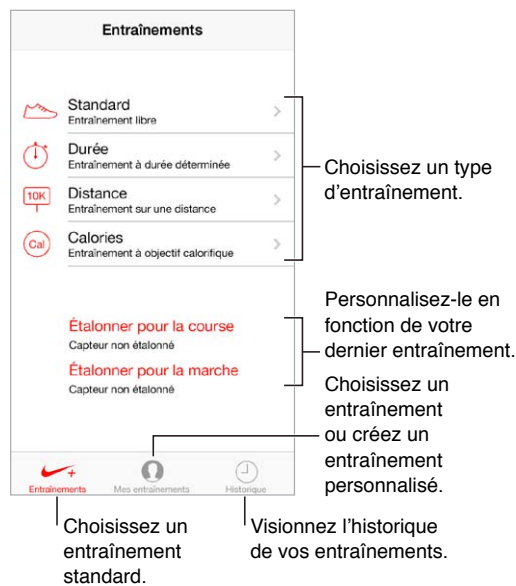 Entraînements
Standard
Entraînement libre
Durée
Entraînement à durée déterminée
10K
Distance
Entraînement sur une distance
Cal
Calories
Entraînement à objectif calorifique
Choisissez un type
d’entraînement.
Étalonner pour la course
Capteur non étalonné
Étalonner pour la marche
Capteur non étalonné
Personnalisez-le en
fonction de votre
dernier entraînement.
Choisissez un
entraînement
ou créez un
entraînement
personnalisé.
Entraînements
Mes entraînements
Historique
Choisissez un
entraînement
standard.
Visionnez l’historique
de vos entraînements.